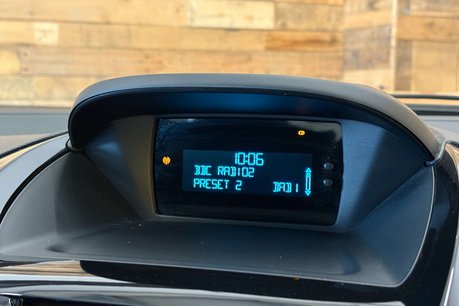 10:06
BBC RADIO2
PRESET 2 DAB1